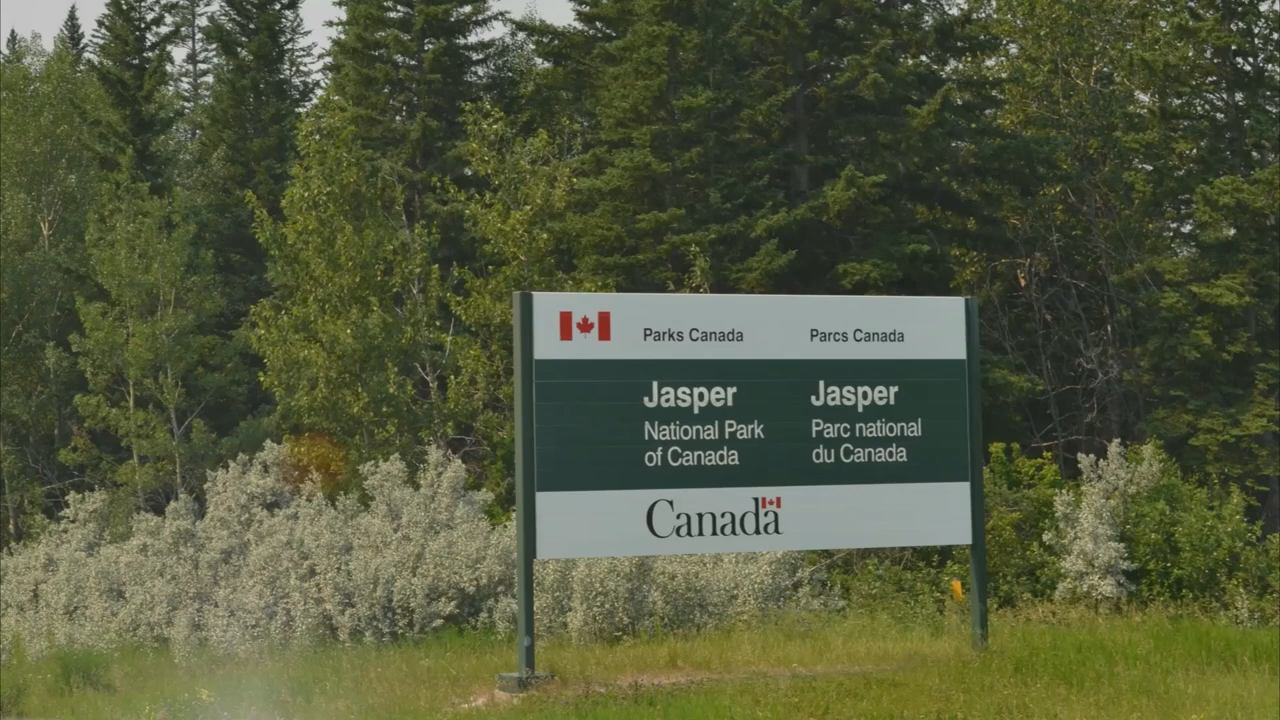 Parks Canada
Parcs Canada
Jasper
National Park
of Canada
Jasper
Parc national
du Canada
Canada